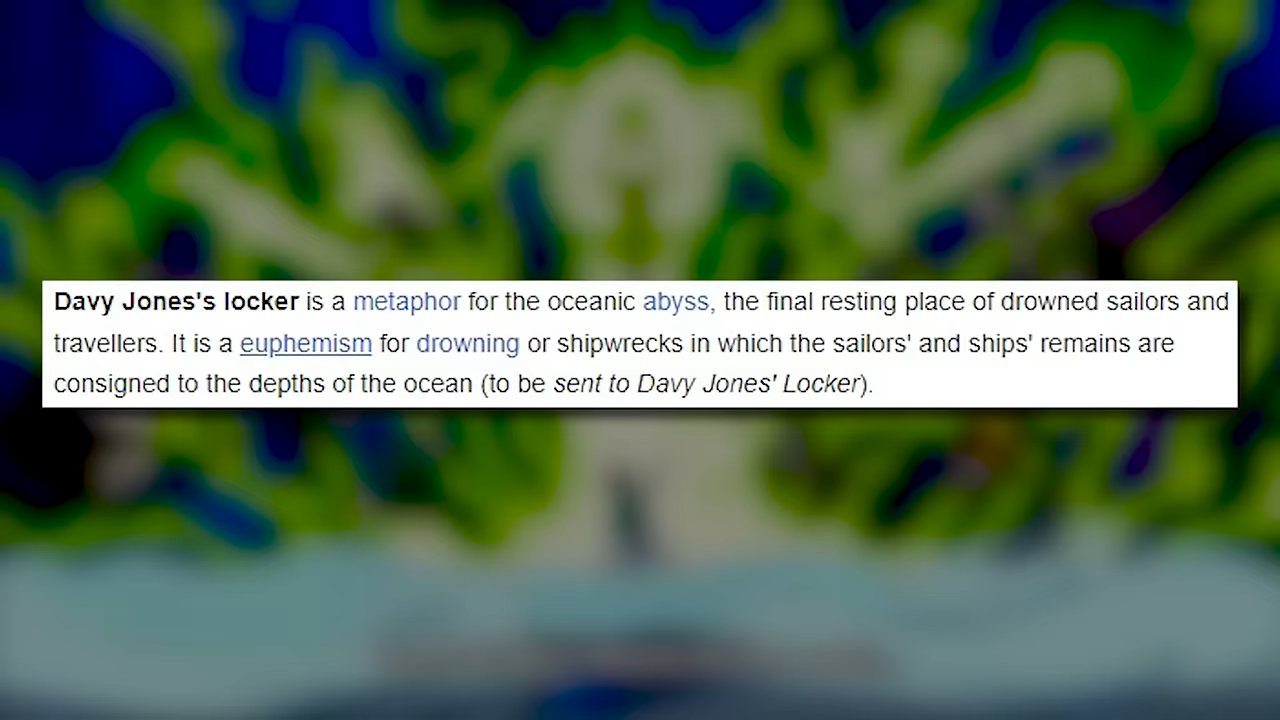 Davy Jones's locker is a metaphor for the oceanic abyss, the final resting place of drowned sailors and
travellers. It is a euphemism for drowning or shipwrecks in which the sailors' and ships' remains are
consigned to the depths of the ocean (to be sent to Davy Jones' Locker).